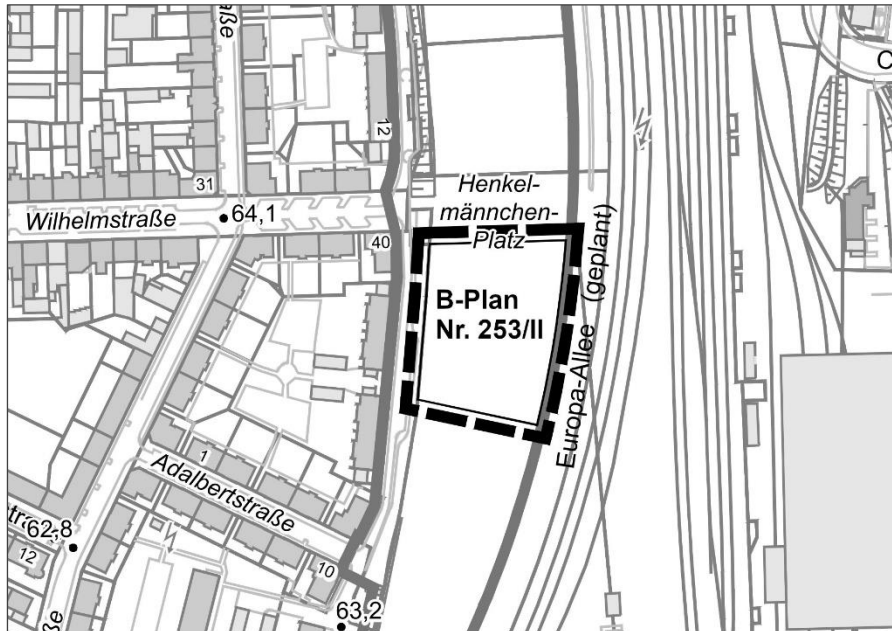 aße
12
C
31
Wilhelmstraße
64,1
Henkel-
männchen-
Platz
40
B-Plan
Nr. 253/II
Europa-Allee (geplant)
1
Adalbertstraße
62,8
12
10
63,2